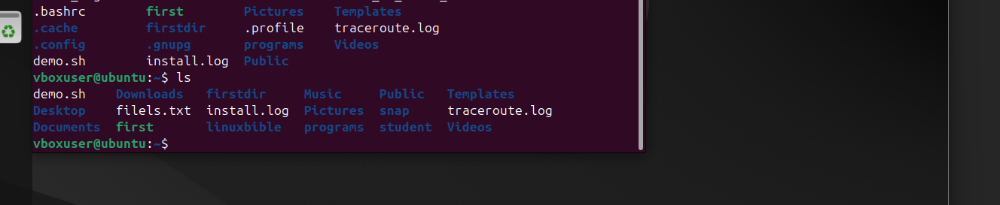 .bashrc first Pictures Templates
.cache firstdir .profile traceroute.log
.config .gnupg programs Videos
demo.sh install.log Public
vboxuser@ubuntu:~$ ls
demo.sh Downloads firstdir Music Public Templates
Desktop filels.txt install.log Pictures snap traceroute.log
Documents first linuxbible programs student Videos
vboxuser@ubuntu:~$